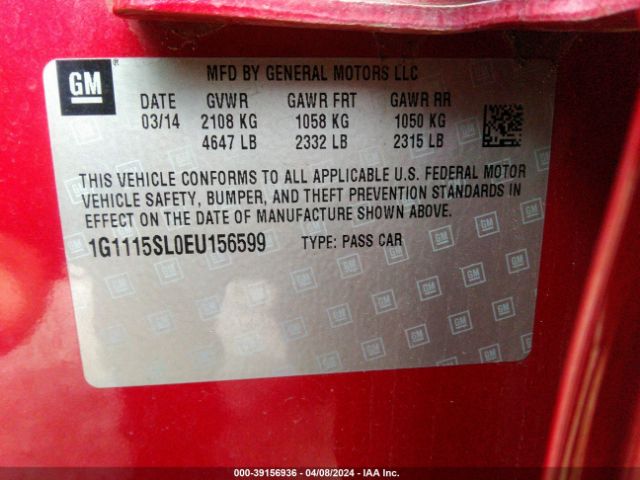 GM
MFD BY GENERAL MOTORS LLC
DATE GVWR GAWR FRT GAWR RR
03/14 2108 KG 1058 KG 1050 KG
4647 LB 2332 LB 2315 LB
THIS VEHICLE CONFORMS TO ALL APPLICABLE U.S. FEDERAL MOTOR
VEHICLE SAFETY, BUMPER, AND THEFT PREVENTION STANDARDS IN
EFFECT ON THE DATE OF MANUFACTURE SHOWN ABOVE.
1G1115SL0EU156599 TYPE: PASS CAR
000-39156936 - 04/08/2024 - IAA Inc.